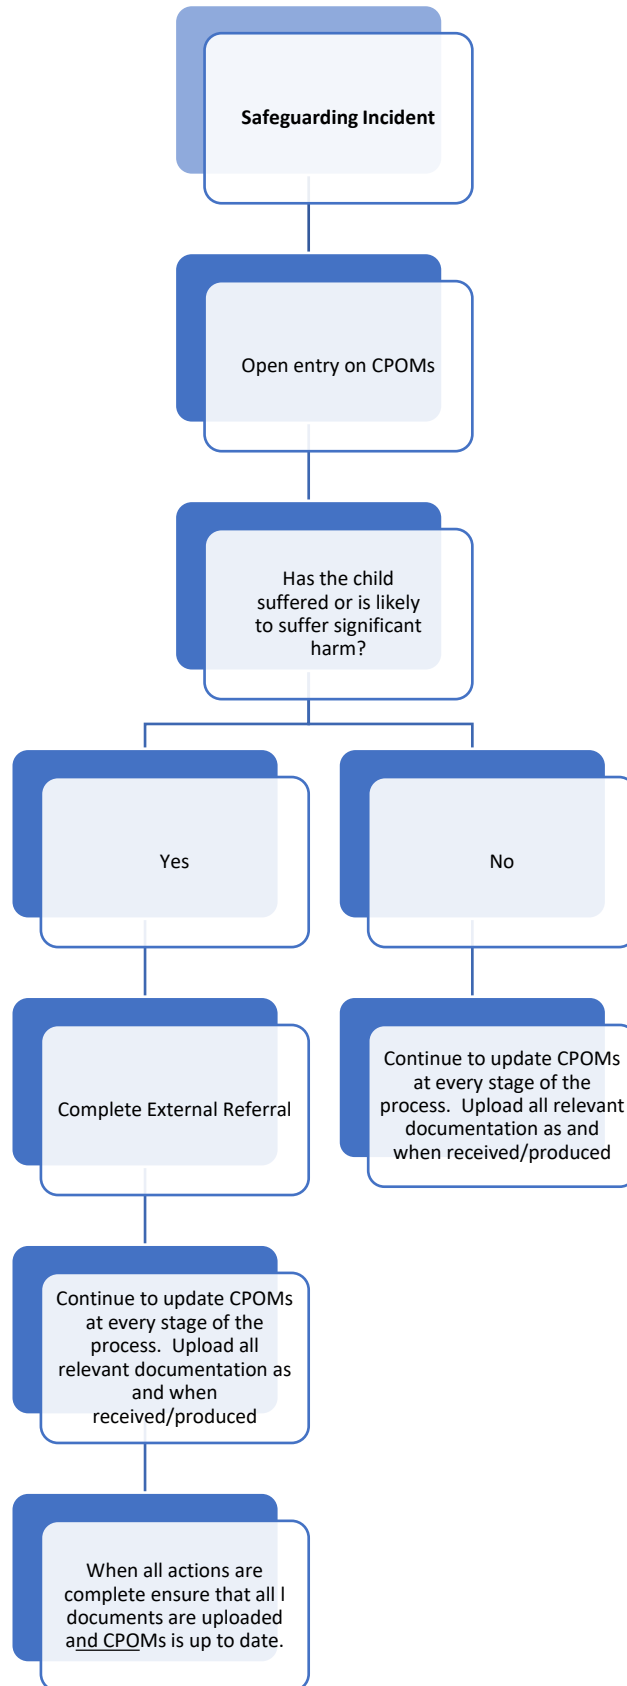 Safeguarding Incident
Open entry on CPOMs
Has the child
suffered or is likely
to suffer significant
harm?
Yes
No
Complete External Referral
Continue to update CPOMs
at every stage of the
process. Upload all relevant
documentation as and
when received/produced
Continue to update CPOMs
at every stage of the
process. Upload all
relevant documentation as
and when
received/produced
When all actions are
complete ensure that all l
documents are uploaded
and CPOMs is up to date.